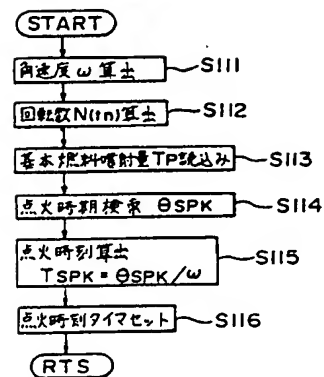 START
角速度ω算出
S111
回転数N(tn)算出
S112
基本燃料噴射量TP読込み
S113
点火時期検索 θSPK
S114
点火時刻算出
TSPK = θSPK/ω
S115
点火時刻タイマセット
S116
RTS